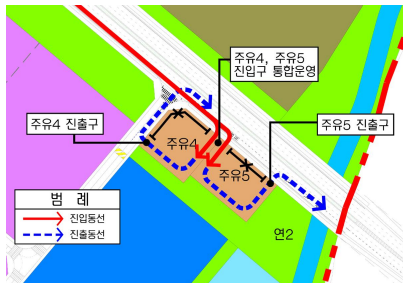 주유4, 주유5
진입구 통합운영
주유4 진출구
주유5 진출구
주유4
주유5
연2
범 례
진입동선
진출동선